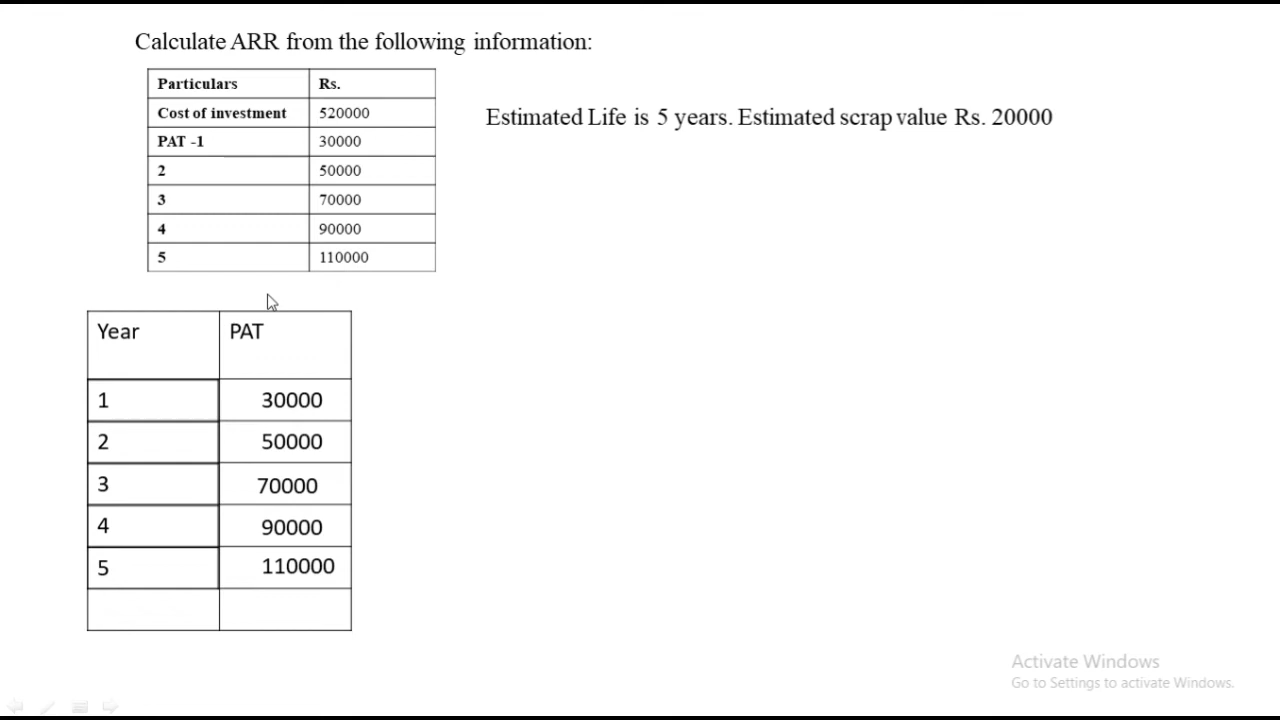 Calculate ARR from the following information:
Particulars Rs.
Cost of investment 520000
PAT -1 30000
2 50000
3 70000
4 90000
5 110000
Estimated Life is 5 years. Estimated scrap value Rs. 20000
Year PAT
1 30000
2 50000
3 70000
4 90000
5 110000
Activate Windows
Go to Settings to activate Windows.